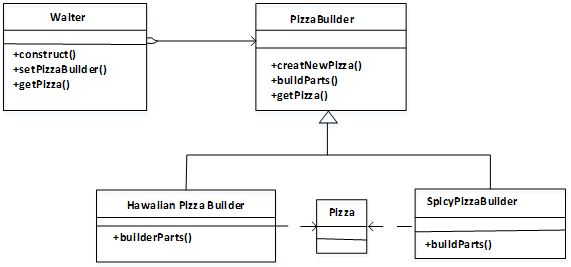 Waiter
+construct()
+setPizzaBuilder()
+getPizza()
PizzaBuilder
+creatNewPizza()
+buildParts()
+getPizza()
Hawaiian Pizza Builder
+builderParts()
Pizza
SpicyPizzaBuilder
+buildParts()